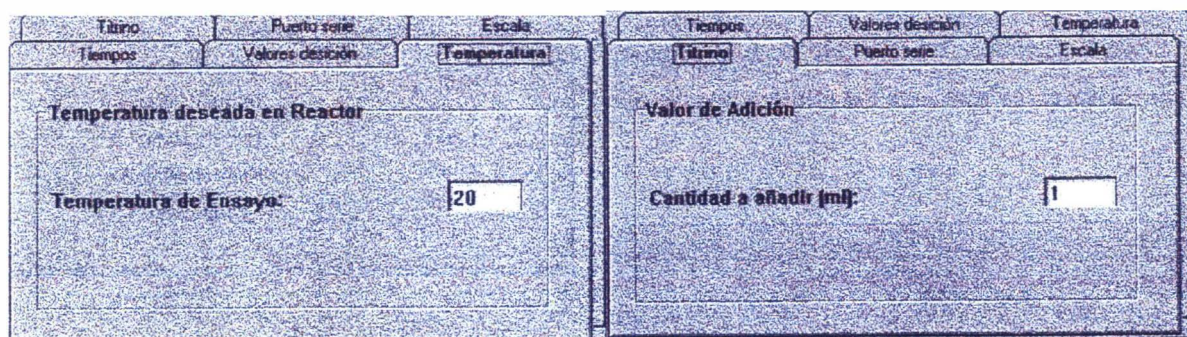 Titrino Puerto serie Escala
Tiempos Valores desición Temperatura
Temperatura deseada en Reactor
Temperatura de Ensayo: 20
Tiempos Valores desición Temperatura
Titrino Puerto serie Escala
Valor de Adición
Cantidad a añadir [ml]: 1